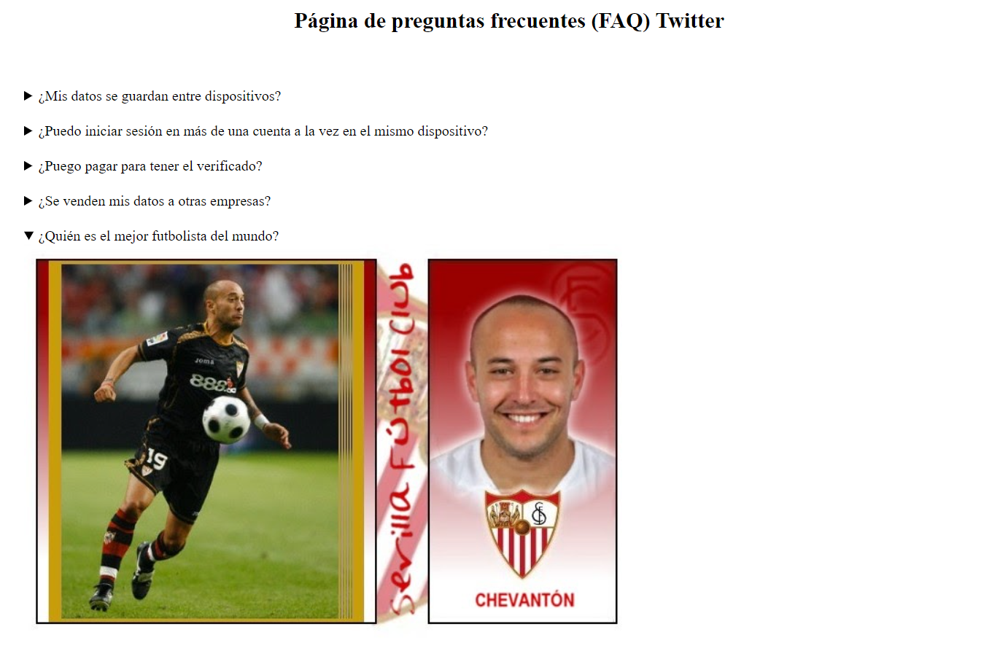 Página de preguntas frecuentes (FAQ) Twitter
¿Mis datos se guardan entre dispositivos?
¿Puedo iniciar sesión en más de una cuenta a la vez en el mismo dispositivo?
¿Puego pagar para tener el verificado?
¿Se venden mis datos a otras empresas?
¿Quién es el mejor futbolista del mundo?
Joma
888.
19
Sevilla FÚtbol Club
CHEVANTÓN